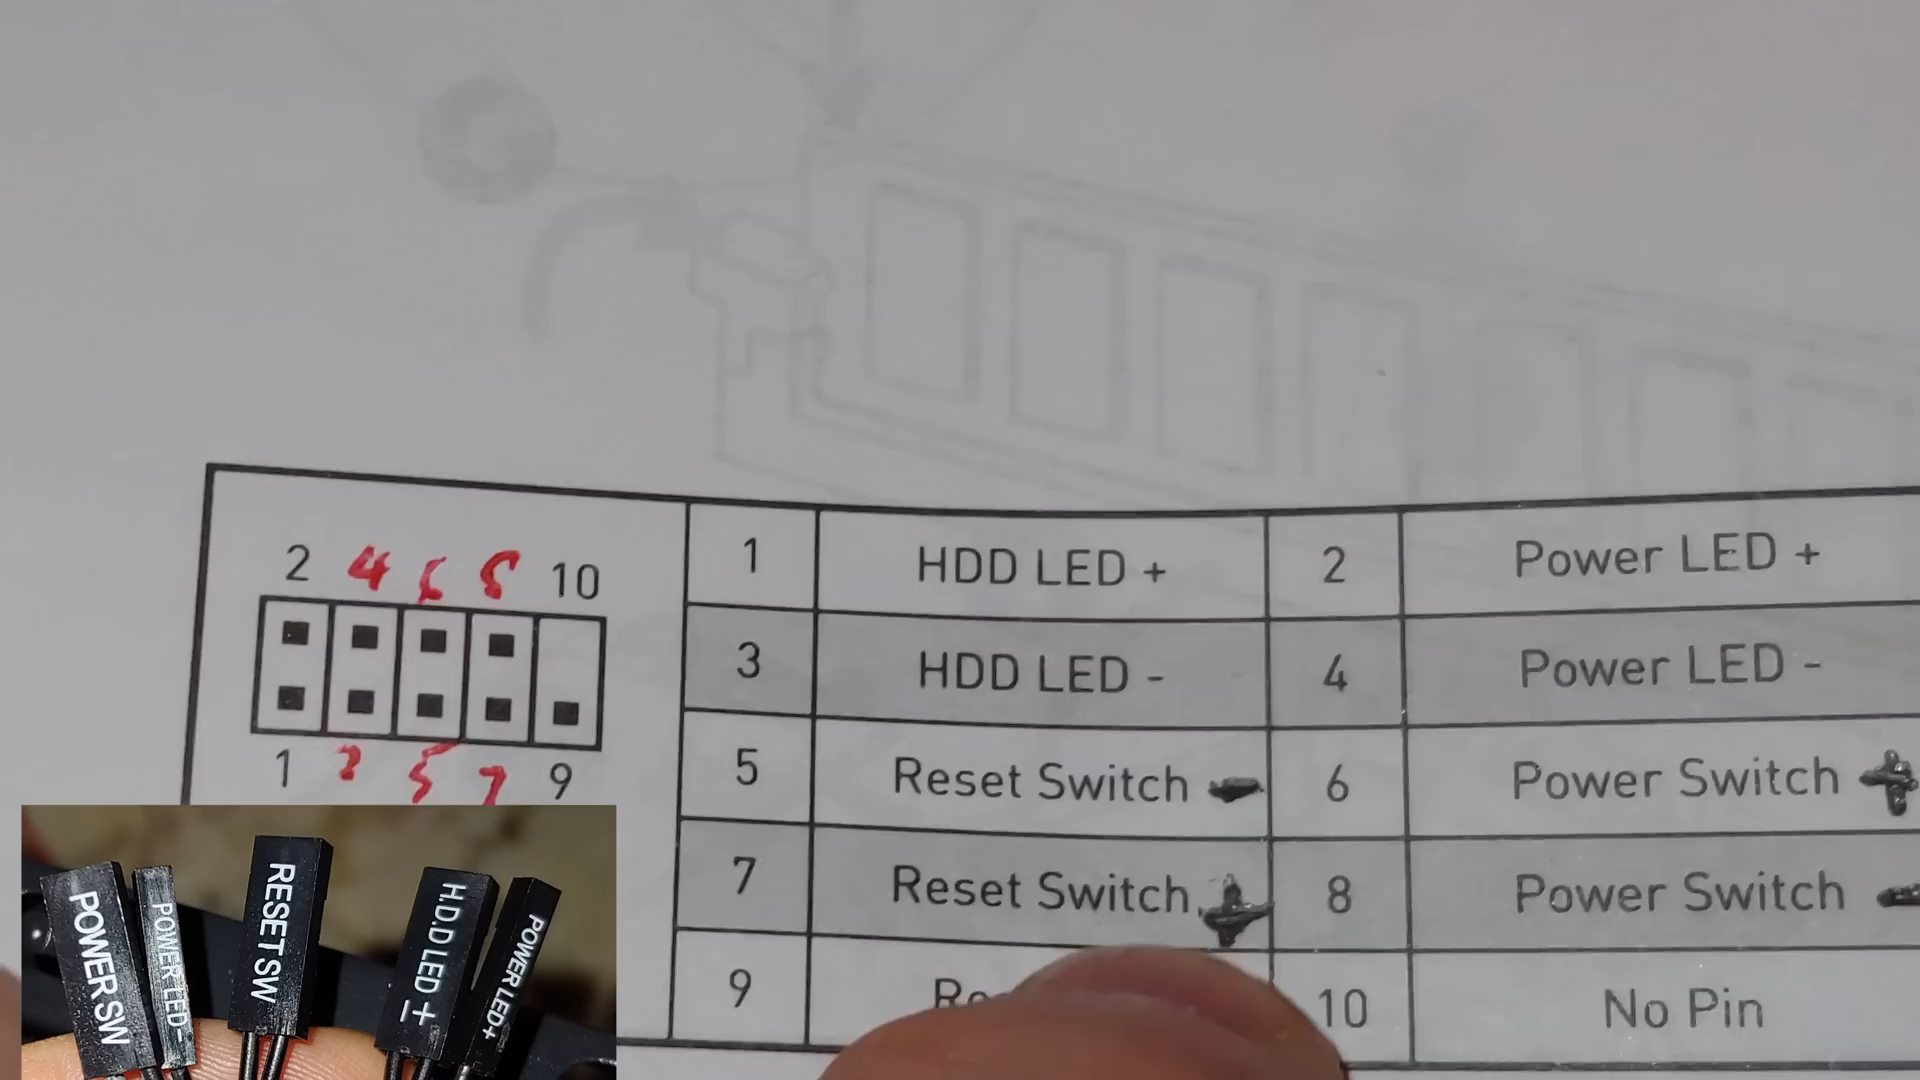 2 4 6 8 10
1 3 5 7 9
1 HDD LED + 2 Power LED +
3 HDD LED - 4 Power LED -
5 Reset Switch - 6 Power Switch +
7 Reset Switch + 8 Power Switch -
9 10 No Pin
POWER SW
POWER LED-
RESET SW
H.D.D LED
- +
POWER LED+